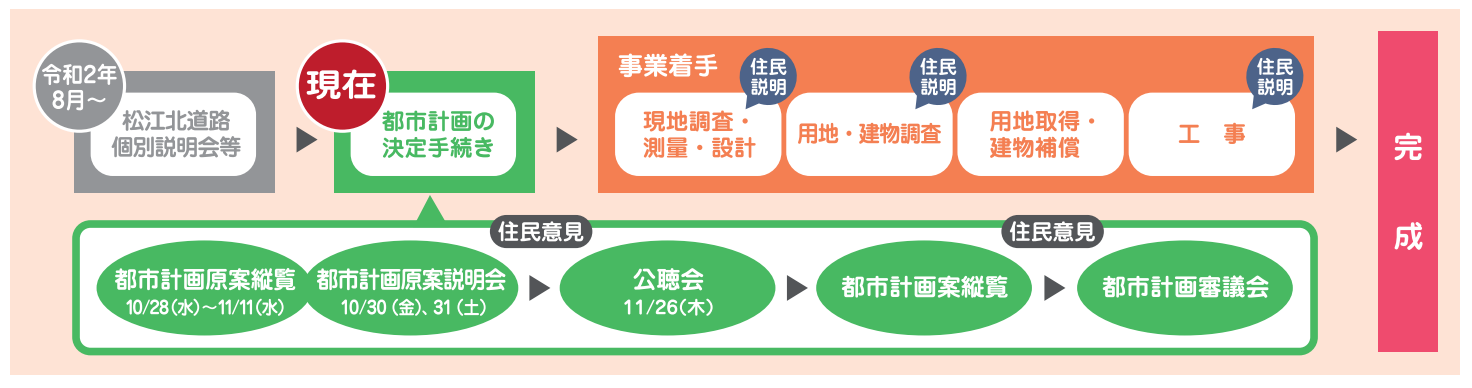 令和2年
8月～
松江北道路
個別説明会等
現在
都市計画の
決定手続き
事業着手
住民
説明
現地調査・
測量・設計
住民
説明
用地・建物調査
用地取得・
建物補償
住民
説明
工　事
完成
住民意見
住民意見
都市計画原案縦覧
10/28（水）～11/11（水）
都市計画原案説明会
10/30（金）、31（土）
公聴会
11/26（木）
都市計画案縦覧
都市計画審議会